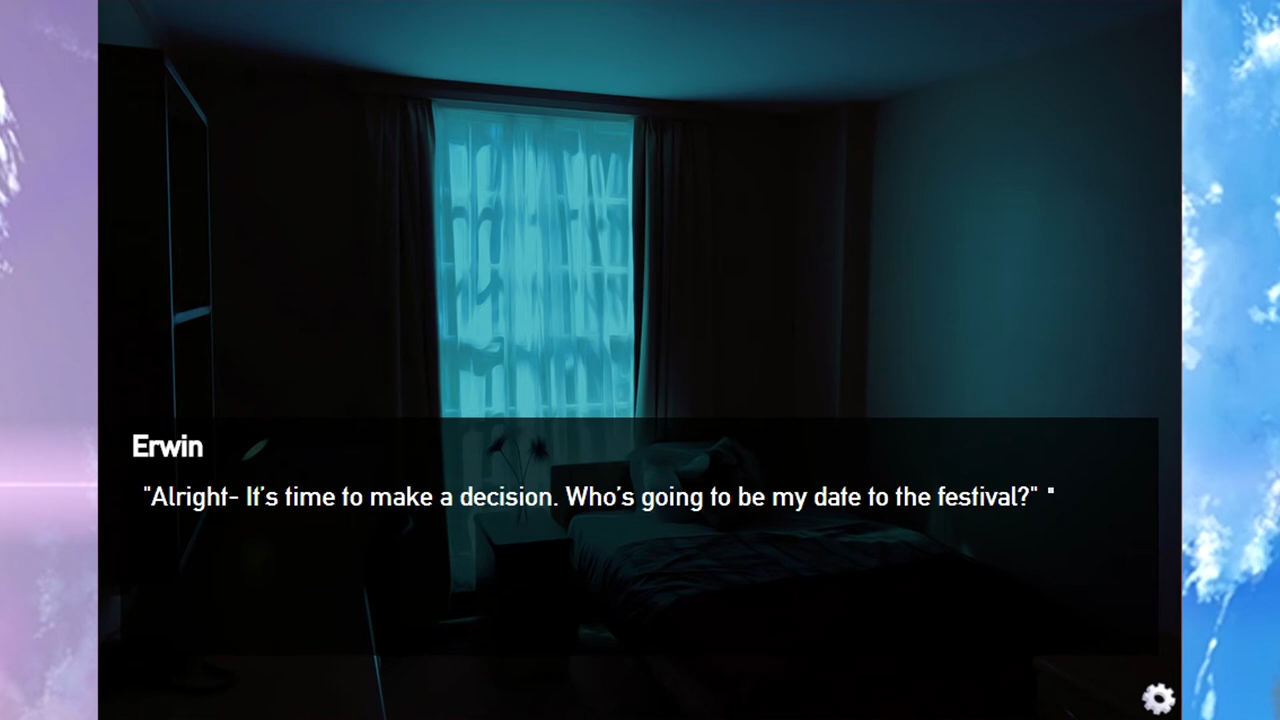 Erwin
"Alright- It's time to make a decision. Who's going to be my date to the festival?"